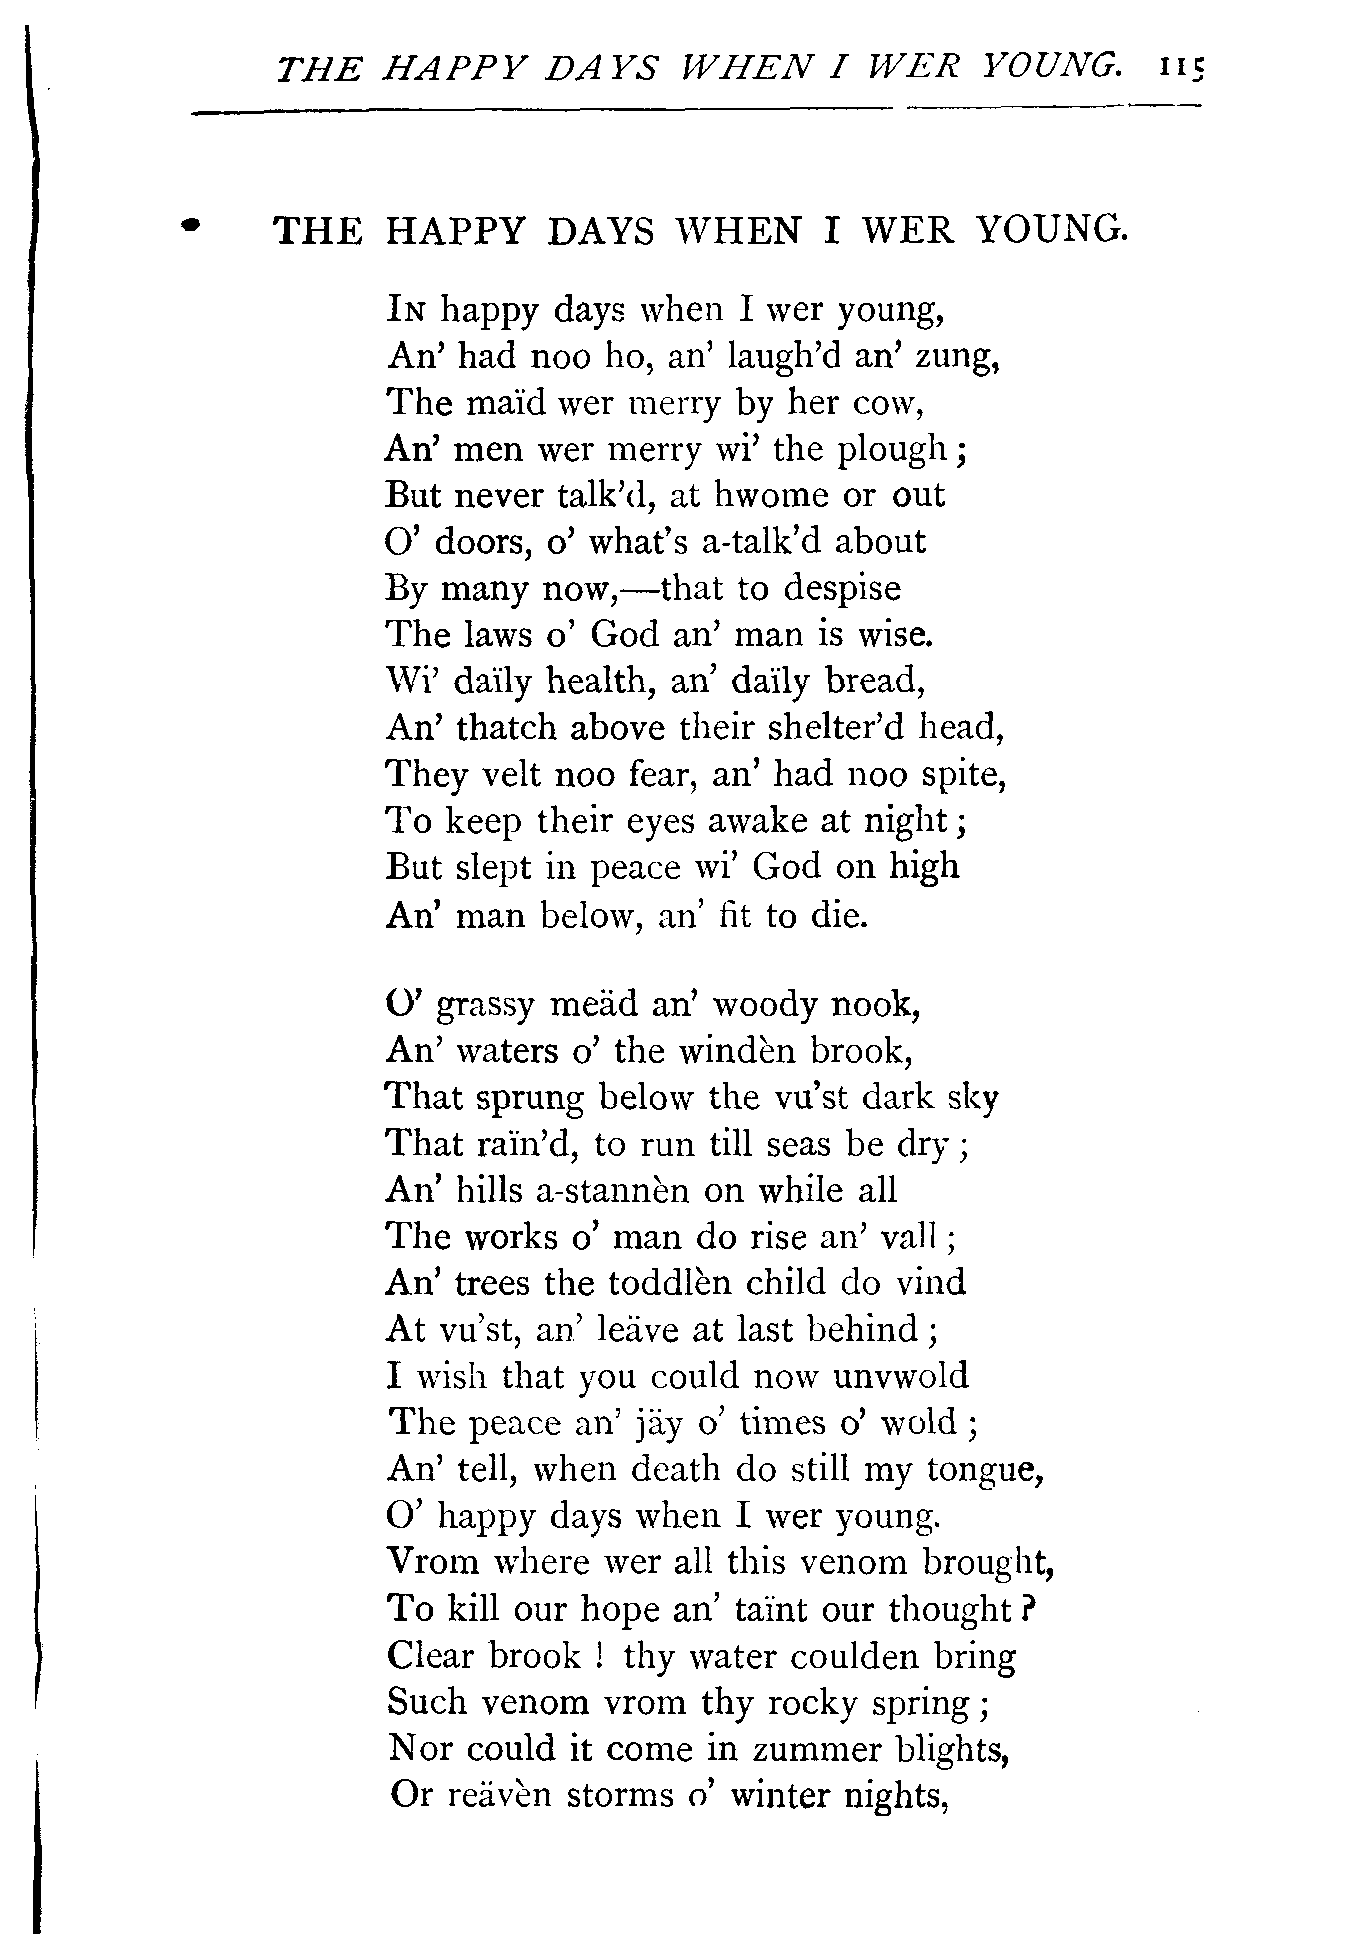 THE HAPPY DAYS WHEN I WER YOUNG. 115
THE HAPPY DAYS WHEN I WER YOUNG.
IN happy days when I wer young,
An' had noo ho, an' laugh'd an' zung,
The maïd wer merry by her cow,
An' men wer merry wi' the plough;
But never talk'd, at hwome or out
O' doors, o' what's a-talk'd about
By many now,—that to despise
The laws o' God an' man is wise.
Wi' daïly health, an' daïly bread,
An' thatch above their shelter'd head,
They velt noo fear, an' had noo spite,
To keep their eyes awake at night;
But slept in peace wi' God on high
An' man below, an' fit to die.
O' grassy meäd an' woody nook,
An' waters o' the windèn brook,
That sprung below the vu'st dark sky
That raïn'd, to run till seas be dry;
An' hills a-stannèn on while all
The works o' man do rise an' vall;
An' trees the toddlèn child do vind
At vu'st, an' leäve at last behind;
I wish that you could now unvwold
The peace an' jäy o' times o' wold;
An' tell, when death do still my tongue,
O' happy days when I wer young.
Vrom where wer all this venom brought,
To kill our hope an' taïnt our thought?
Clear brook! thy water coulden bring
Such venom vrom thy rocky spring;
Nor could it come in zummer blights,
Or reävèn storms o' winter nights,